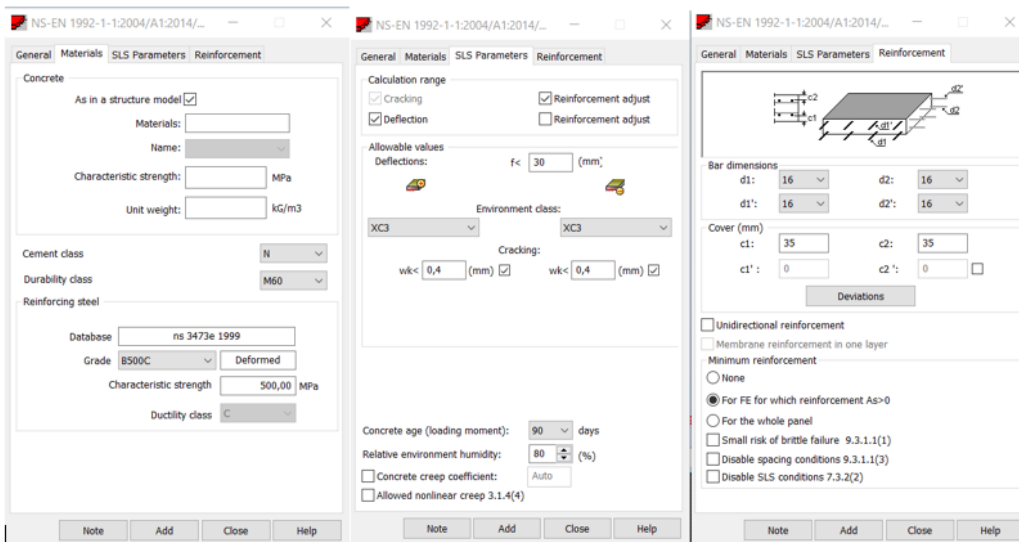 NS-EN 1992-1-1:2004/A1:2014/...
General Materials SLS Parameters Reinforcement
Concrete
As in a structure model
Materials:
Name:
Characteristic strength: MPa
Unit weight: kG/m3
Cement class N
Durability class M60
Reinforcing steel
Database ns 3473e 1999
Grade B500C Deformed
Characteristic strength 500,00 MPa
Ductility class C
Note Add Close Help
NS-EN 1992-1-1:2004/A1:2014/...
General Materials SLS Parameters Reinforcement
Calculation range
Cracking Reinforcement adjust
Deflection Reinforcement adjust
Allowable values
Deflections: f< 30 (mm)
Environment class:
XC3 XC3
Cracking:
wk< 0,4 (mm) wk< 0,4 (mm)
Concrete age (loading moment): 90 days
Relative environment humidity: 80 (%)
Concrete creep coefficient: Auto
Allowed nonlinear creep 3.1.4(4)
Note Add Close Help
NS-EN 1992-1-1:2004/A1:2014/...
General Materials SLS Parameters Reinforcement
c2 d2'
c1 d1' d2
d1
Bar dimensions
d1: 16 d2: 16
d1': 16 d2': 16
Cover (mm)
c1: 35 c2: 35
c1' : 0 c2 ': 0
Deviations
Unidirectional reinforcement
Membrane reinforcement in one layer
Minimum reinforcement
None
For FE for which reinforcement As>0
For the whole panel
Small risk of brittle failure 9.3.1.1(1)
Disable spacing conditions 9.3.1.1(3)
Disable SLS conditions 7.3.2(2)
Note Add Close Help